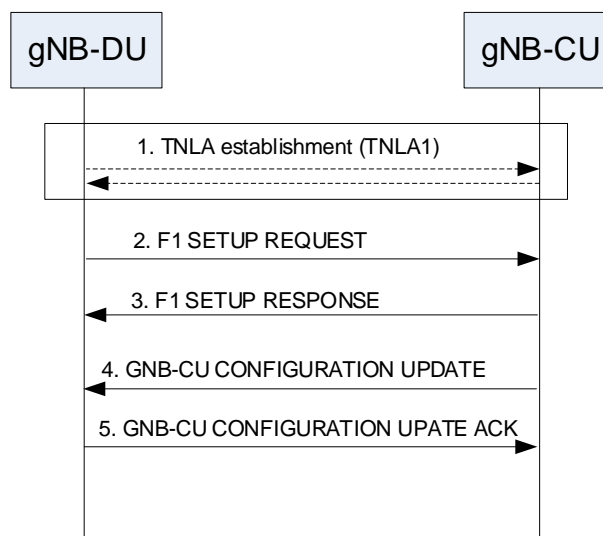 gNB-DU
gNB-CU
1. TNLA establishment (TNLA1)
2. F1 SETUP REQUEST
3. F1 SETUP RESPONSE
4. GNB-CU CONFIGURATION UPDATE
5. GNB-CU CONFIGURATION UPATE ACK